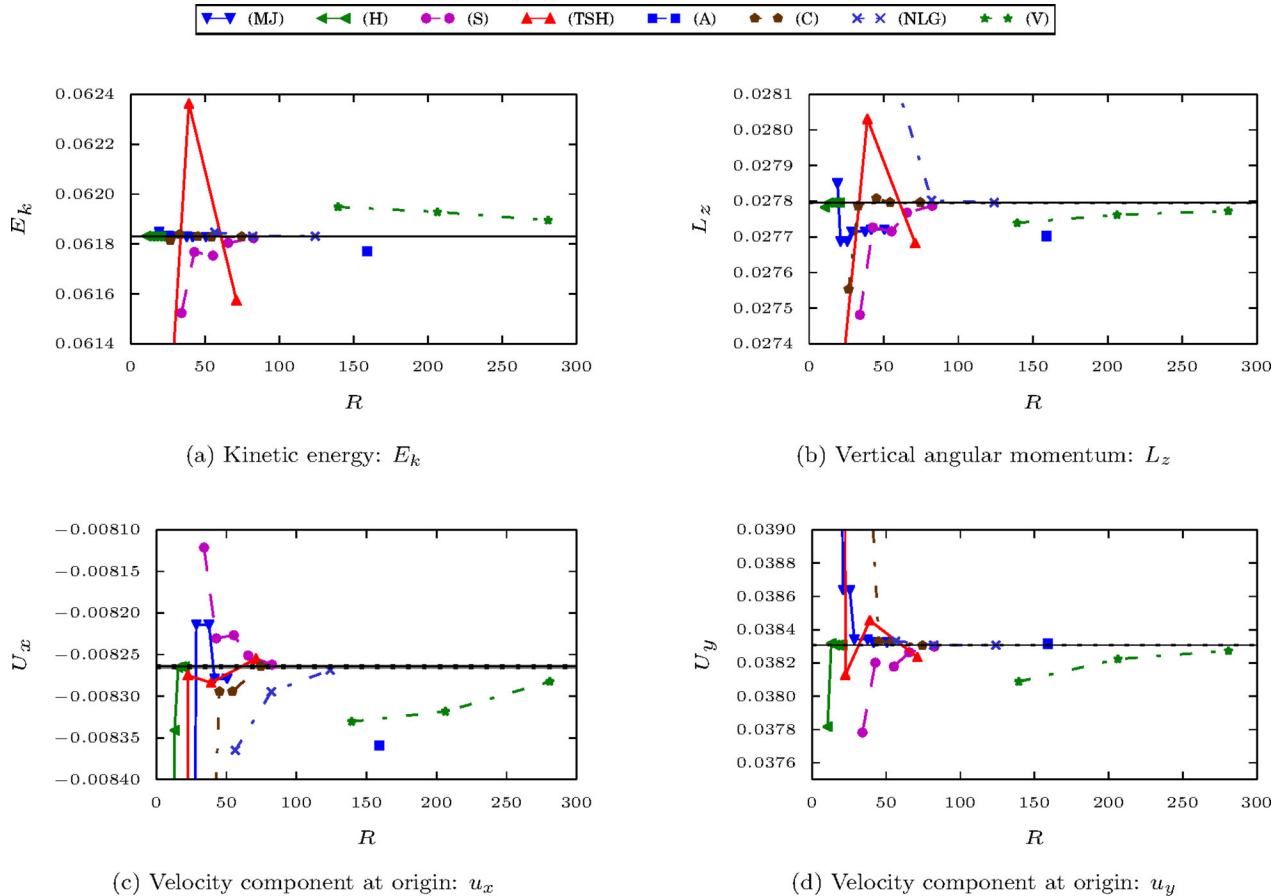 (MJ) (H) (S) (TSH) (A) (C) (NLG) (V)
0.0624
0.0622
0.0620
0.0618
0.0616
0.0614
E_k
0 50 100 150 200 250 300
R
(a) Kinetic energy: E_k
0.0281
0.0280
0.0279
0.0278
0.0277
0.0276
0.0275
0.0274
L_z
0 50 100 150 200 250 300
R
(b) Vertical angular momentum: L_z
−0.00810
−0.00815
−0.00820
−0.00825
−0.00830
−0.00835
−0.00840
U_x
0 50 100 150 200 250 300
R
(c) Velocity component at origin: u_x
0.0390
0.0388
0.0386
0.0384
0.0382
0.0380
0.0378
0.0376
U_y
0 50 100 150 200 250 300
R
(d) Velocity component at origin: u_y